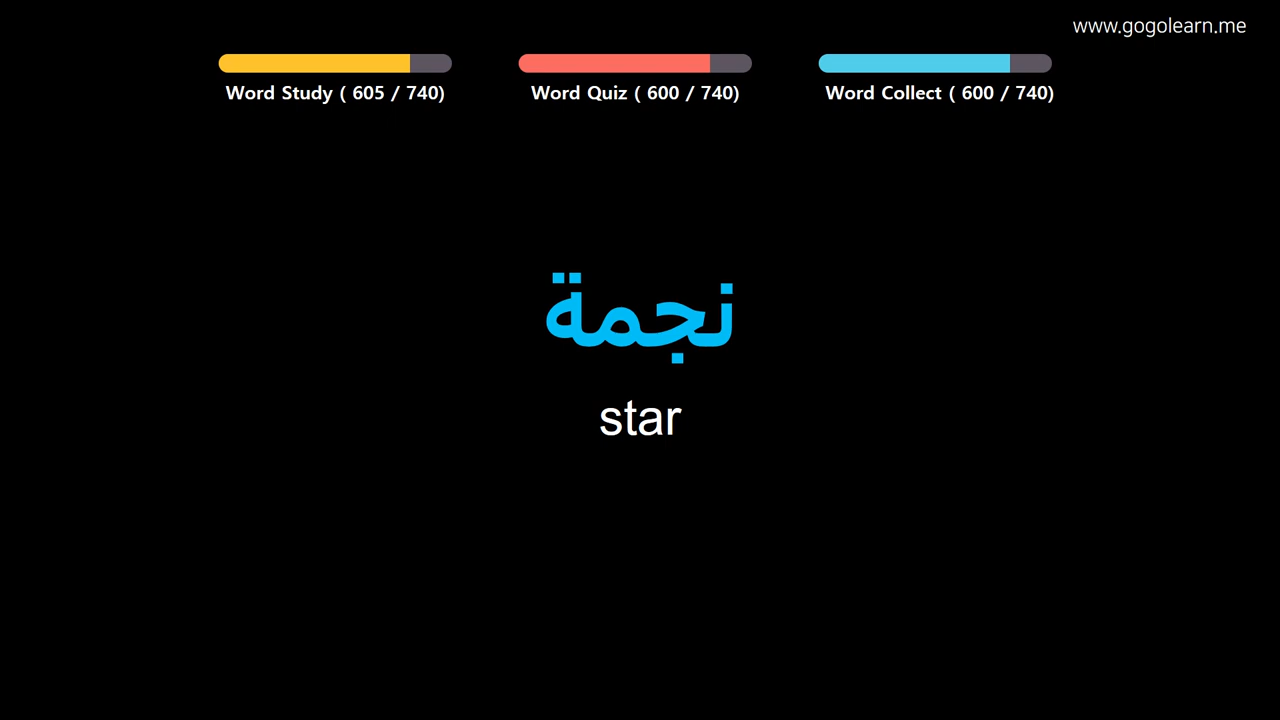 www.gogolearn.me
Word Study ( 605 / 740)
Word Quiz ( 600 / 740)
Word Collect ( 600 / 740)
نجمة
star